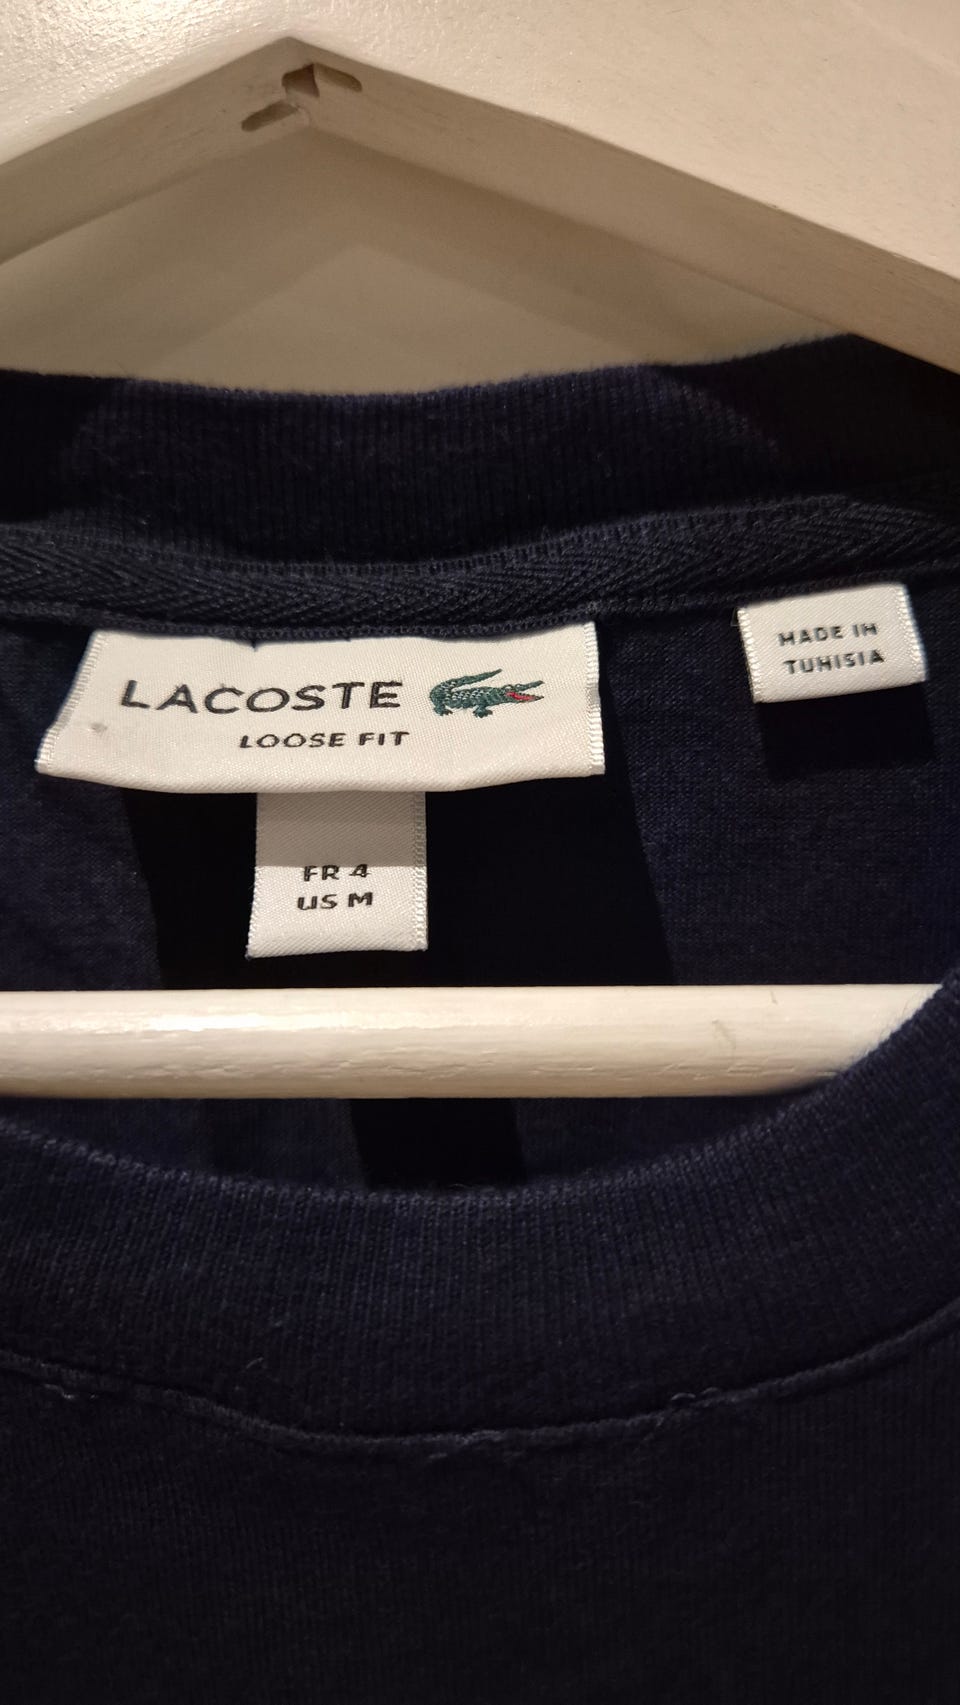 LACOSTE
LOOSE FIT
FR 4
US M
MADE IN
TUNISIA